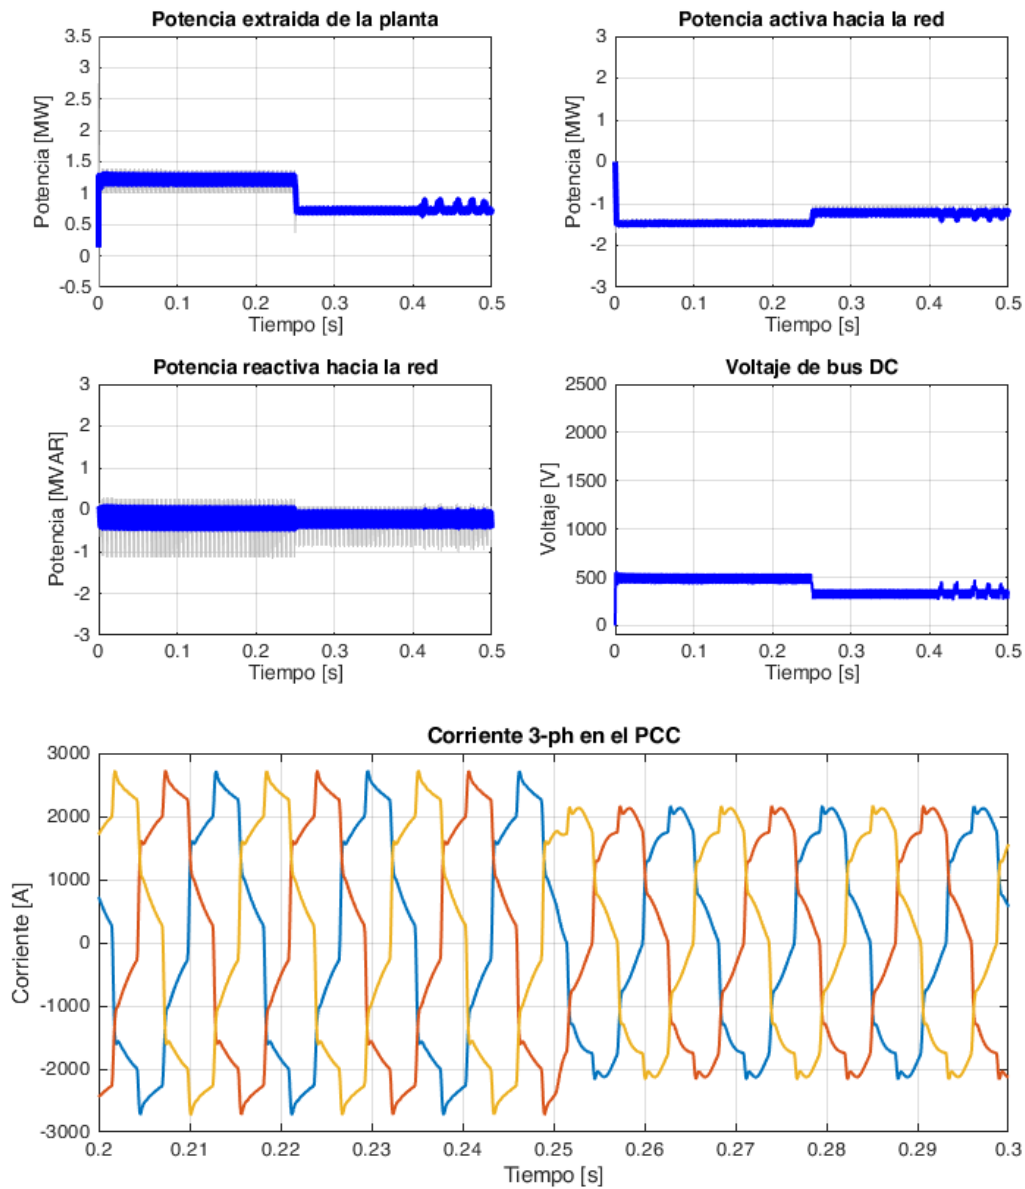 Potencia extraida de la planta
Potencia [MW]
3.5
3
2.5
2
1.5
1
0.5
0
-0.5
0 0.1 0.2 0.3 0.4 0.5
Tiempo [s]
Potencia activa hacia la red
Potencia [MW]
3
2
1
0
-1
-2
-3
0 0.1 0.2 0.3 0.4 0.5
Tiempo [s]
Potencia reactiva hacia la red
Potencia [MVAR]
3
2
1
0
-1
-2
-3
0 0.1 0.2 0.3 0.4 0.5
Tiempo [s]
Voltaje de bus DC
Voltaje [V]
2500
2000
1500
1000
500
0
0 0.1 0.2 0.3 0.4 0.5
Tiempo [s]
Corriente 3-ph en el PCC
Corriente [A]
3000
2000
1000
0
-1000
-2000
-3000
0.2 0.21 0.22 0.23 0.24 0.25 0.26 0.27 0.28 0.29 0.3
Tiempo [s]